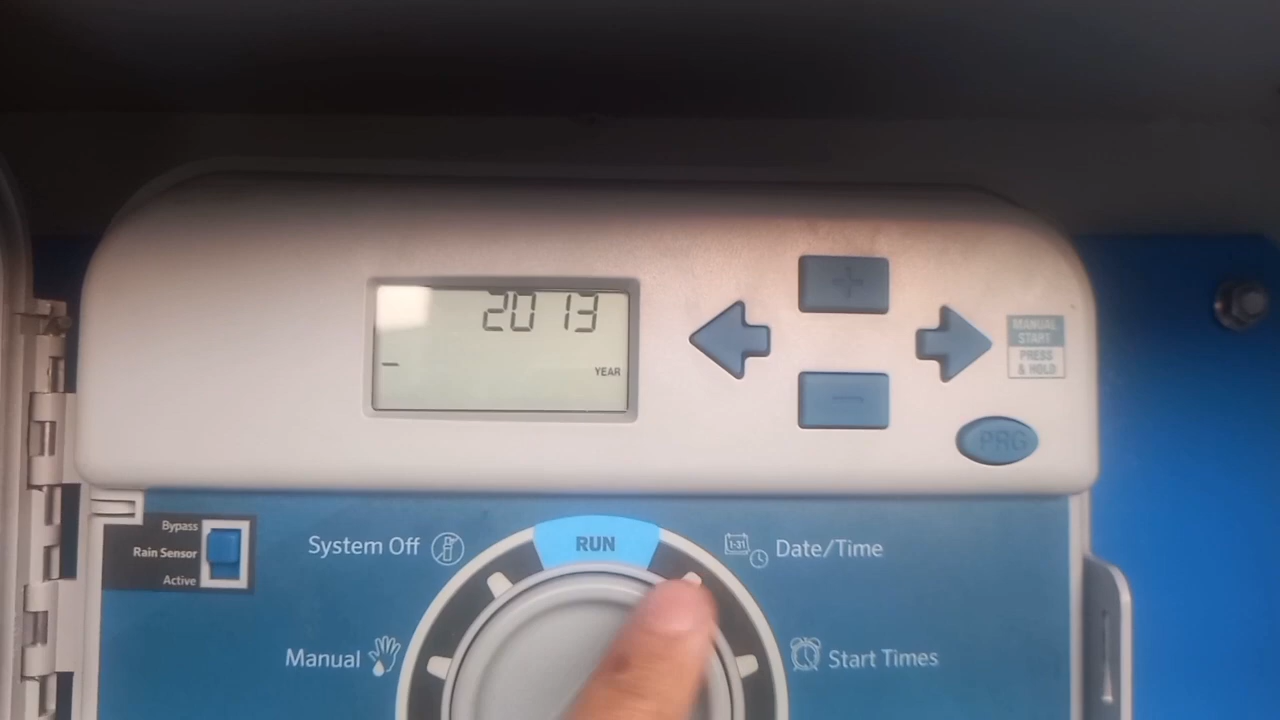 2013
YEAR
+
-
MANUAL
START
PRESS
& HOLD
PRG
Bypass
Rain Sensor
Active
System Off
RUN
1-31
Date/Time
Manual
Start Times